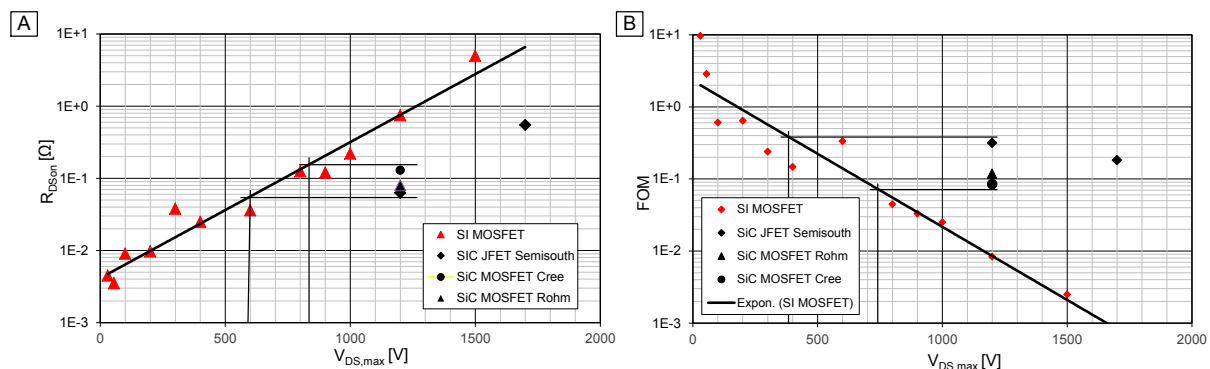 A
1E+1
1E+0
1E-1
1E-2
1E-3
R_DSon [Ω]
0
500
1000
1500
2000
V_DS,max [V]
SI MOSFET
SIC JFET Semisouth
SiC MOSFET Cree
SiC MOSFET Rohm
B
1E+1
1E+0
1E-1
1E-2
1E-3
FOM
0
500
1000
1500
2000
V_DS,max [V]
SI MOSFET
SiC JFET Semisouth
SiC MOSFET Rohm
SiC MOSFET Cree
Expon. (SI MOSFET)